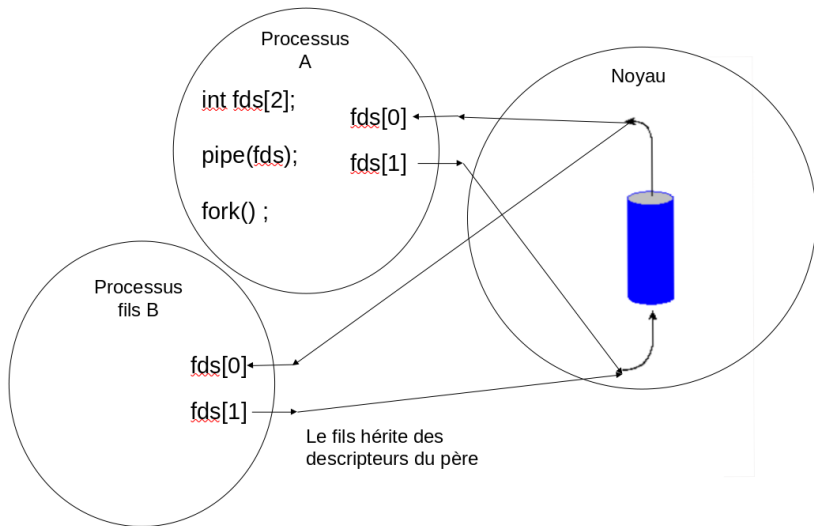 Processus
A
Noyau
int fds[2];
fds[0]
pipe(fds);
fds[1]
fork() ;
Processus
fils B
fds[0]
fds[1]
Le fils hérite des
descripteurs du père